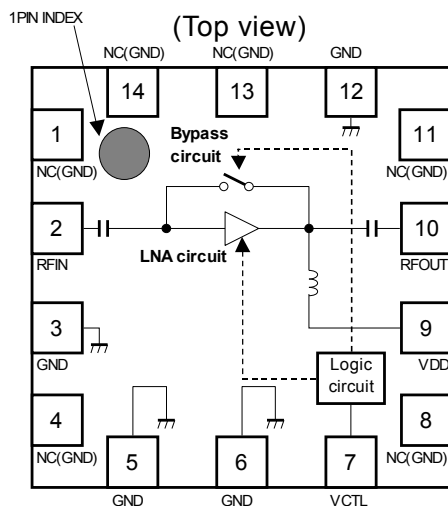 (Top view)
1PIN INDEX
NC(GND)
NC(GND)
GND
14
13
12
1
NC(GND)
11
NC(GND)
Bypass
circuit
2
RFIN
LNA circuit
10
RFOUT
3
GND
9
VDD
Logic
circuit
4
NC(GND)
8
NC(GND)
5
GND
6
GND
7
VCTL